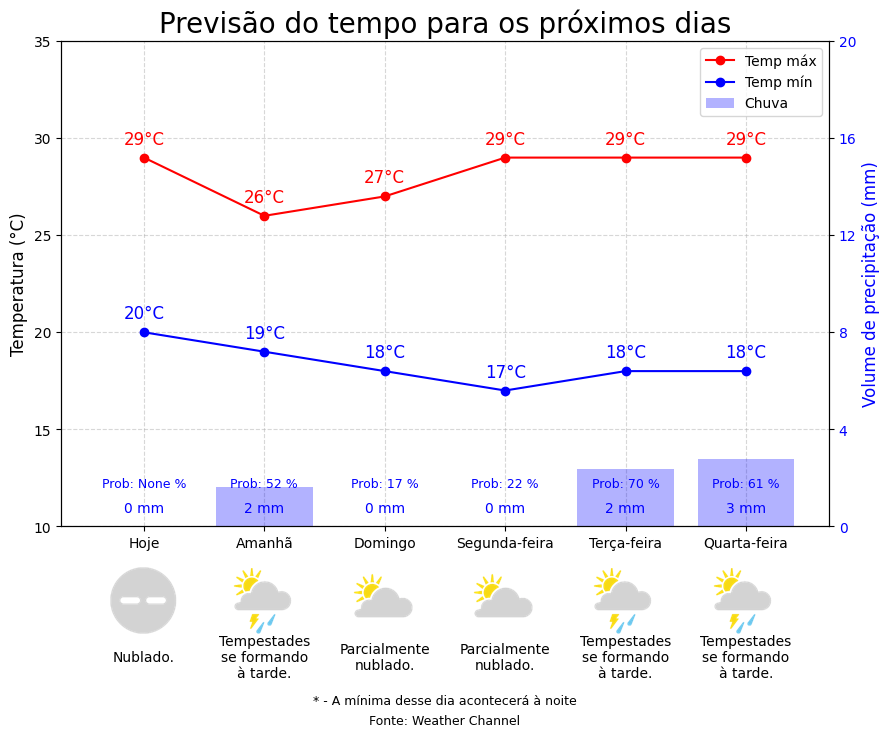 Previsão do tempo para os próximos dias
Temp máx
Temp mín
Chuva
Temperatura (°C)
Volume de precipitação (mm)
35
30
25
20
15
10
20
16
12
8
4
0
29°C
26°C
27°C
29°C
29°C
29°C
20°C
19°C
18°C
17°C
18°C
18°C
Prob: None %
Prob: 52 %
Prob: 17 %
Prob: 22 %
Prob: 70 %
Prob: 61 %
0 mm
2 mm
0 mm
0 mm
2 mm
3 mm
Hoje
Amanhã
Domingo
Segunda-feira
Terça-feira
Quarta-feira
Nublado.
Tempestades
se formando
à tarde.
Parcialmente
nublado.
Parcialmente
nublado.
Tempestades
se formando
à tarde.
Tempestades
se formando
à tarde.
* - A mínima desse dia acontecerá à noite
Fonte: Weather Channel